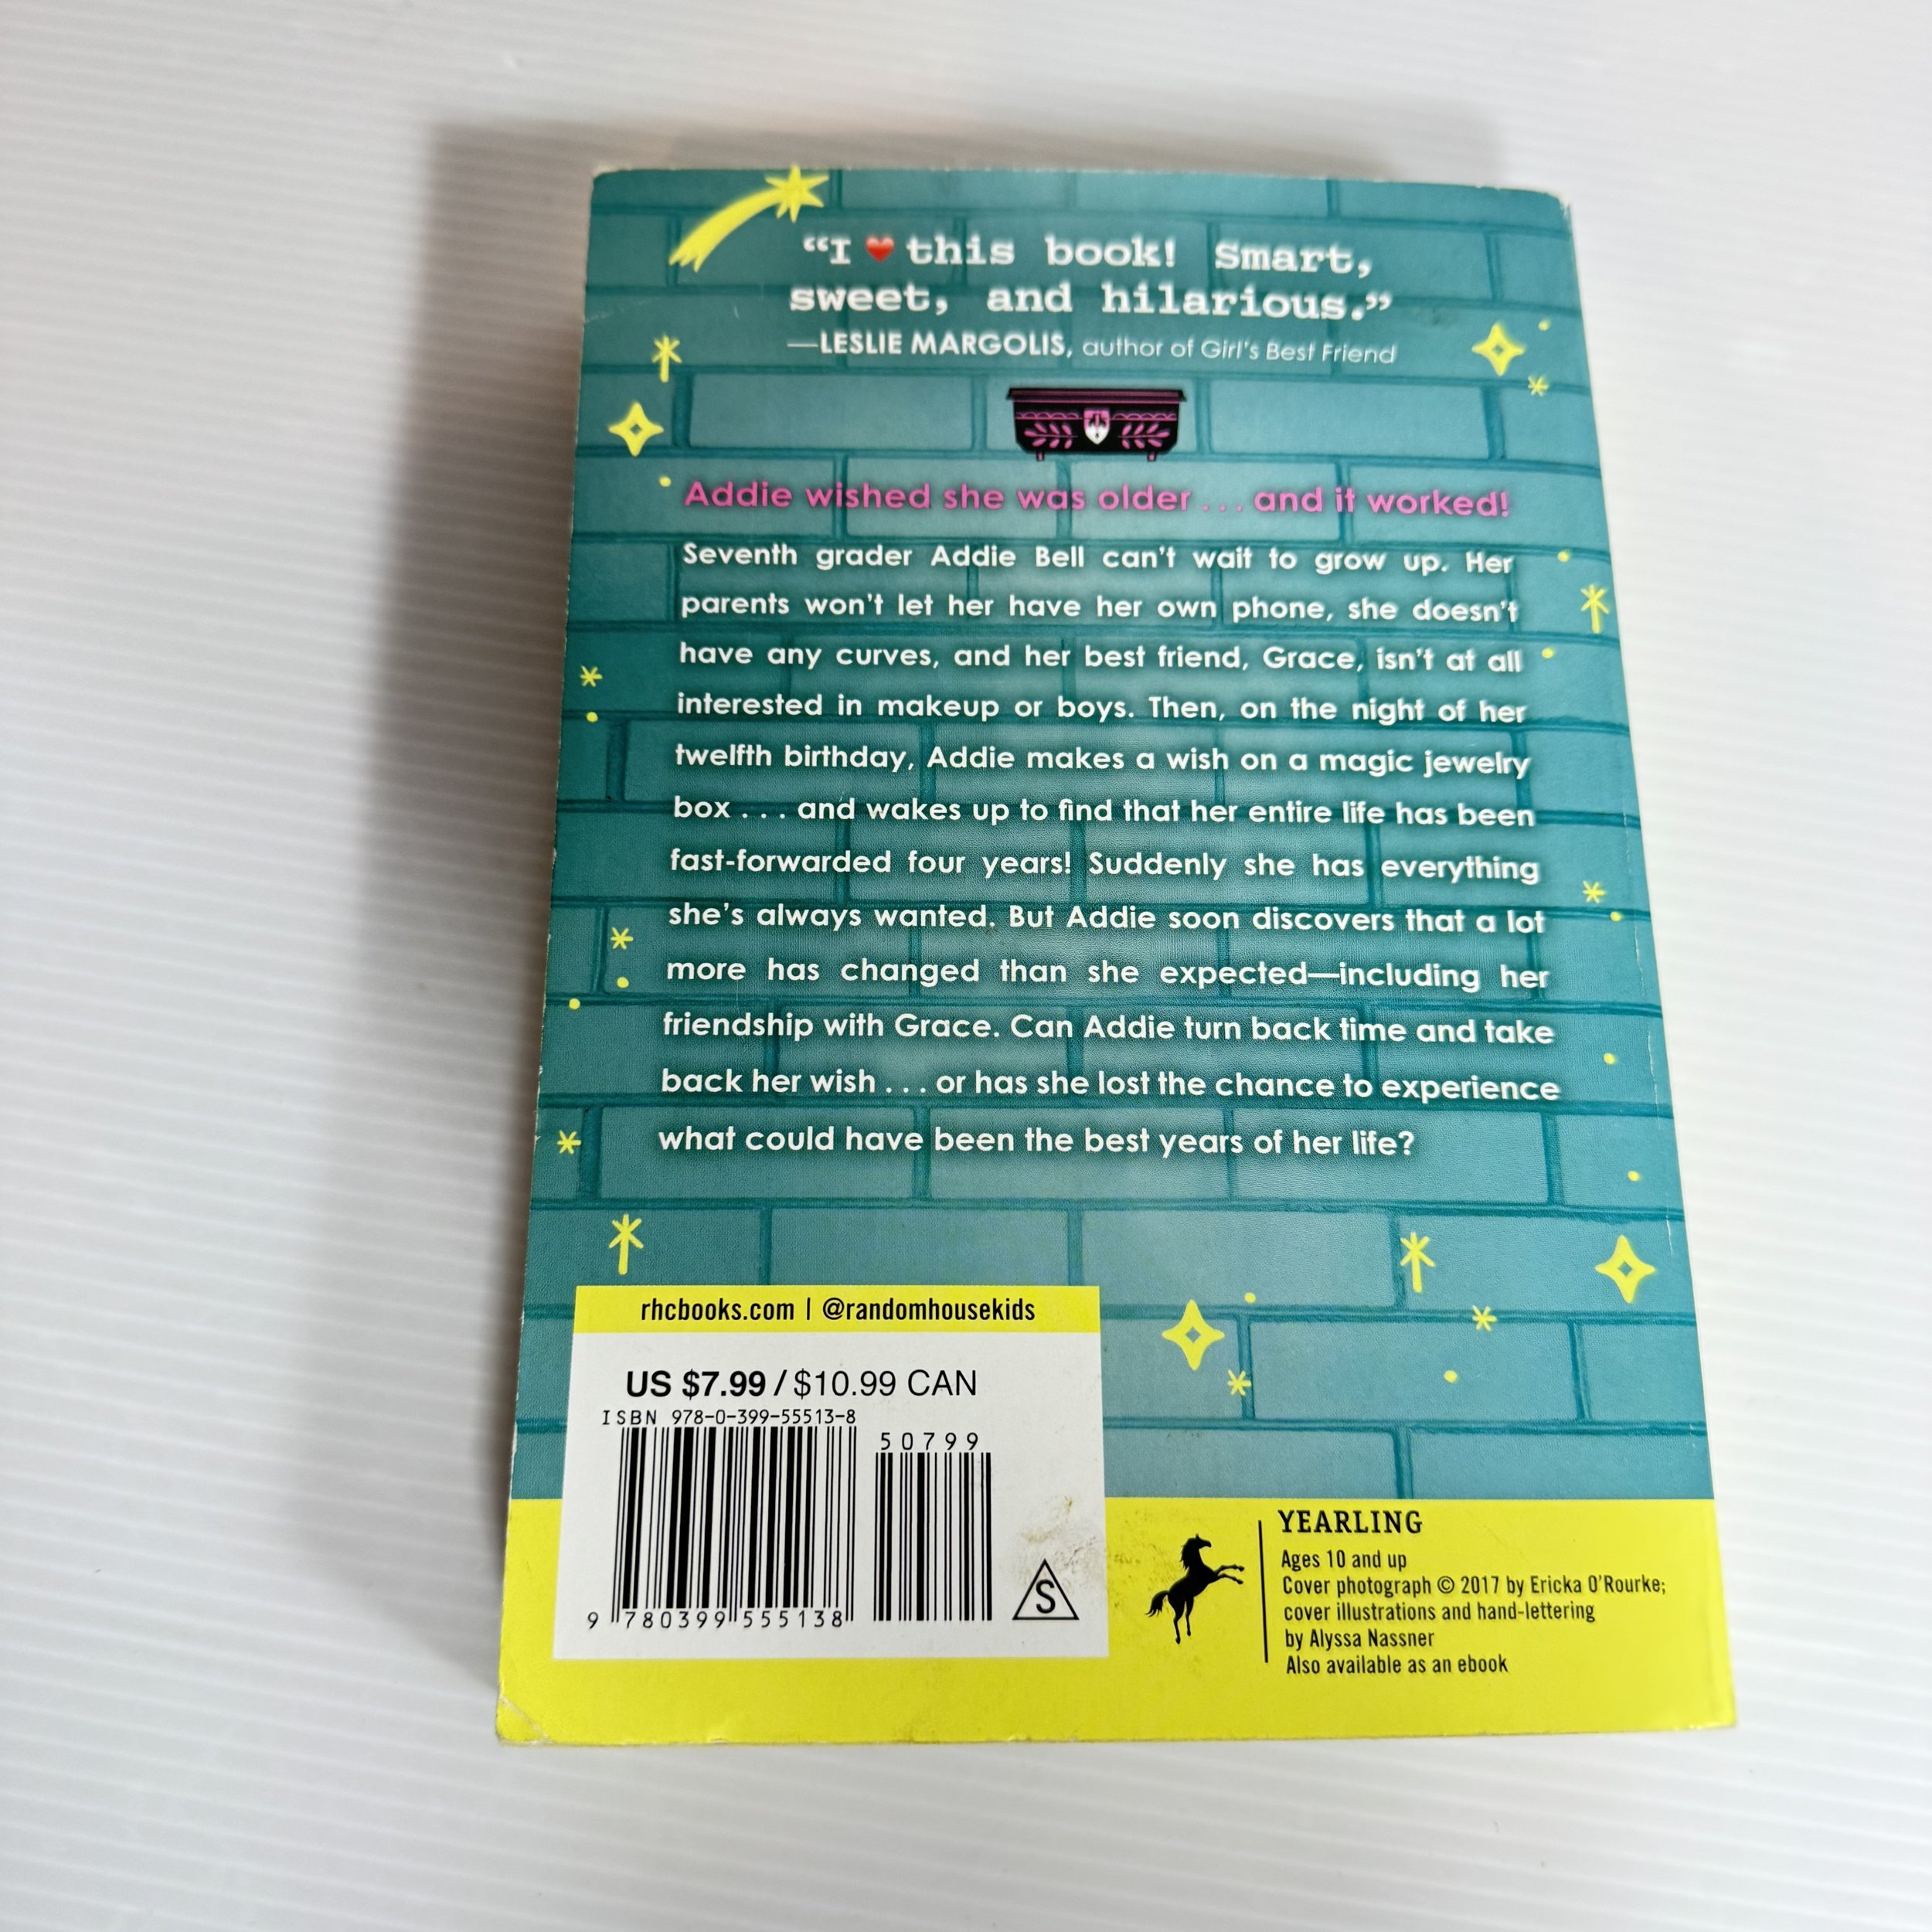 “I ❤ this book! Smart,
sweet, and hilarious.”
—LESLIE MARGOLIS, author of Girl's Best Friend
Addie wished she was older . . . and it worked!
Seventh grader Addie Bell can't wait to grow up. Her
parents won't let her have her own phone, she doesn't
have any curves, and her best friend, Grace, isn't at all
interested in makeup or boys. Then, on the night of her
twelfth birthday, Addie makes a wish on a magic jewelry
box . . . and wakes up to find that her entire life has been
fast-forwarded four years! Suddenly she has everything
she's always wanted. But Addie soon discovers that a lot
more has changed than she expected—including her
friendship with Grace. Can Addie turn back time and take
back her wish . . . or has she lost the chance to experience
what could have been the best years of her life?
rhcbooks.com | @randomhousekids
US $7.99 / $10.99 CAN
ISBN 978-0-399-55513-8
50799
9 780399 555138
S
YEARLING
Ages 10 and up
Cover photograph © 2017 by Ericka O'Rourke;
cover illustrations and hand-lettering
by Alyssa Nassner
Also available as an ebook